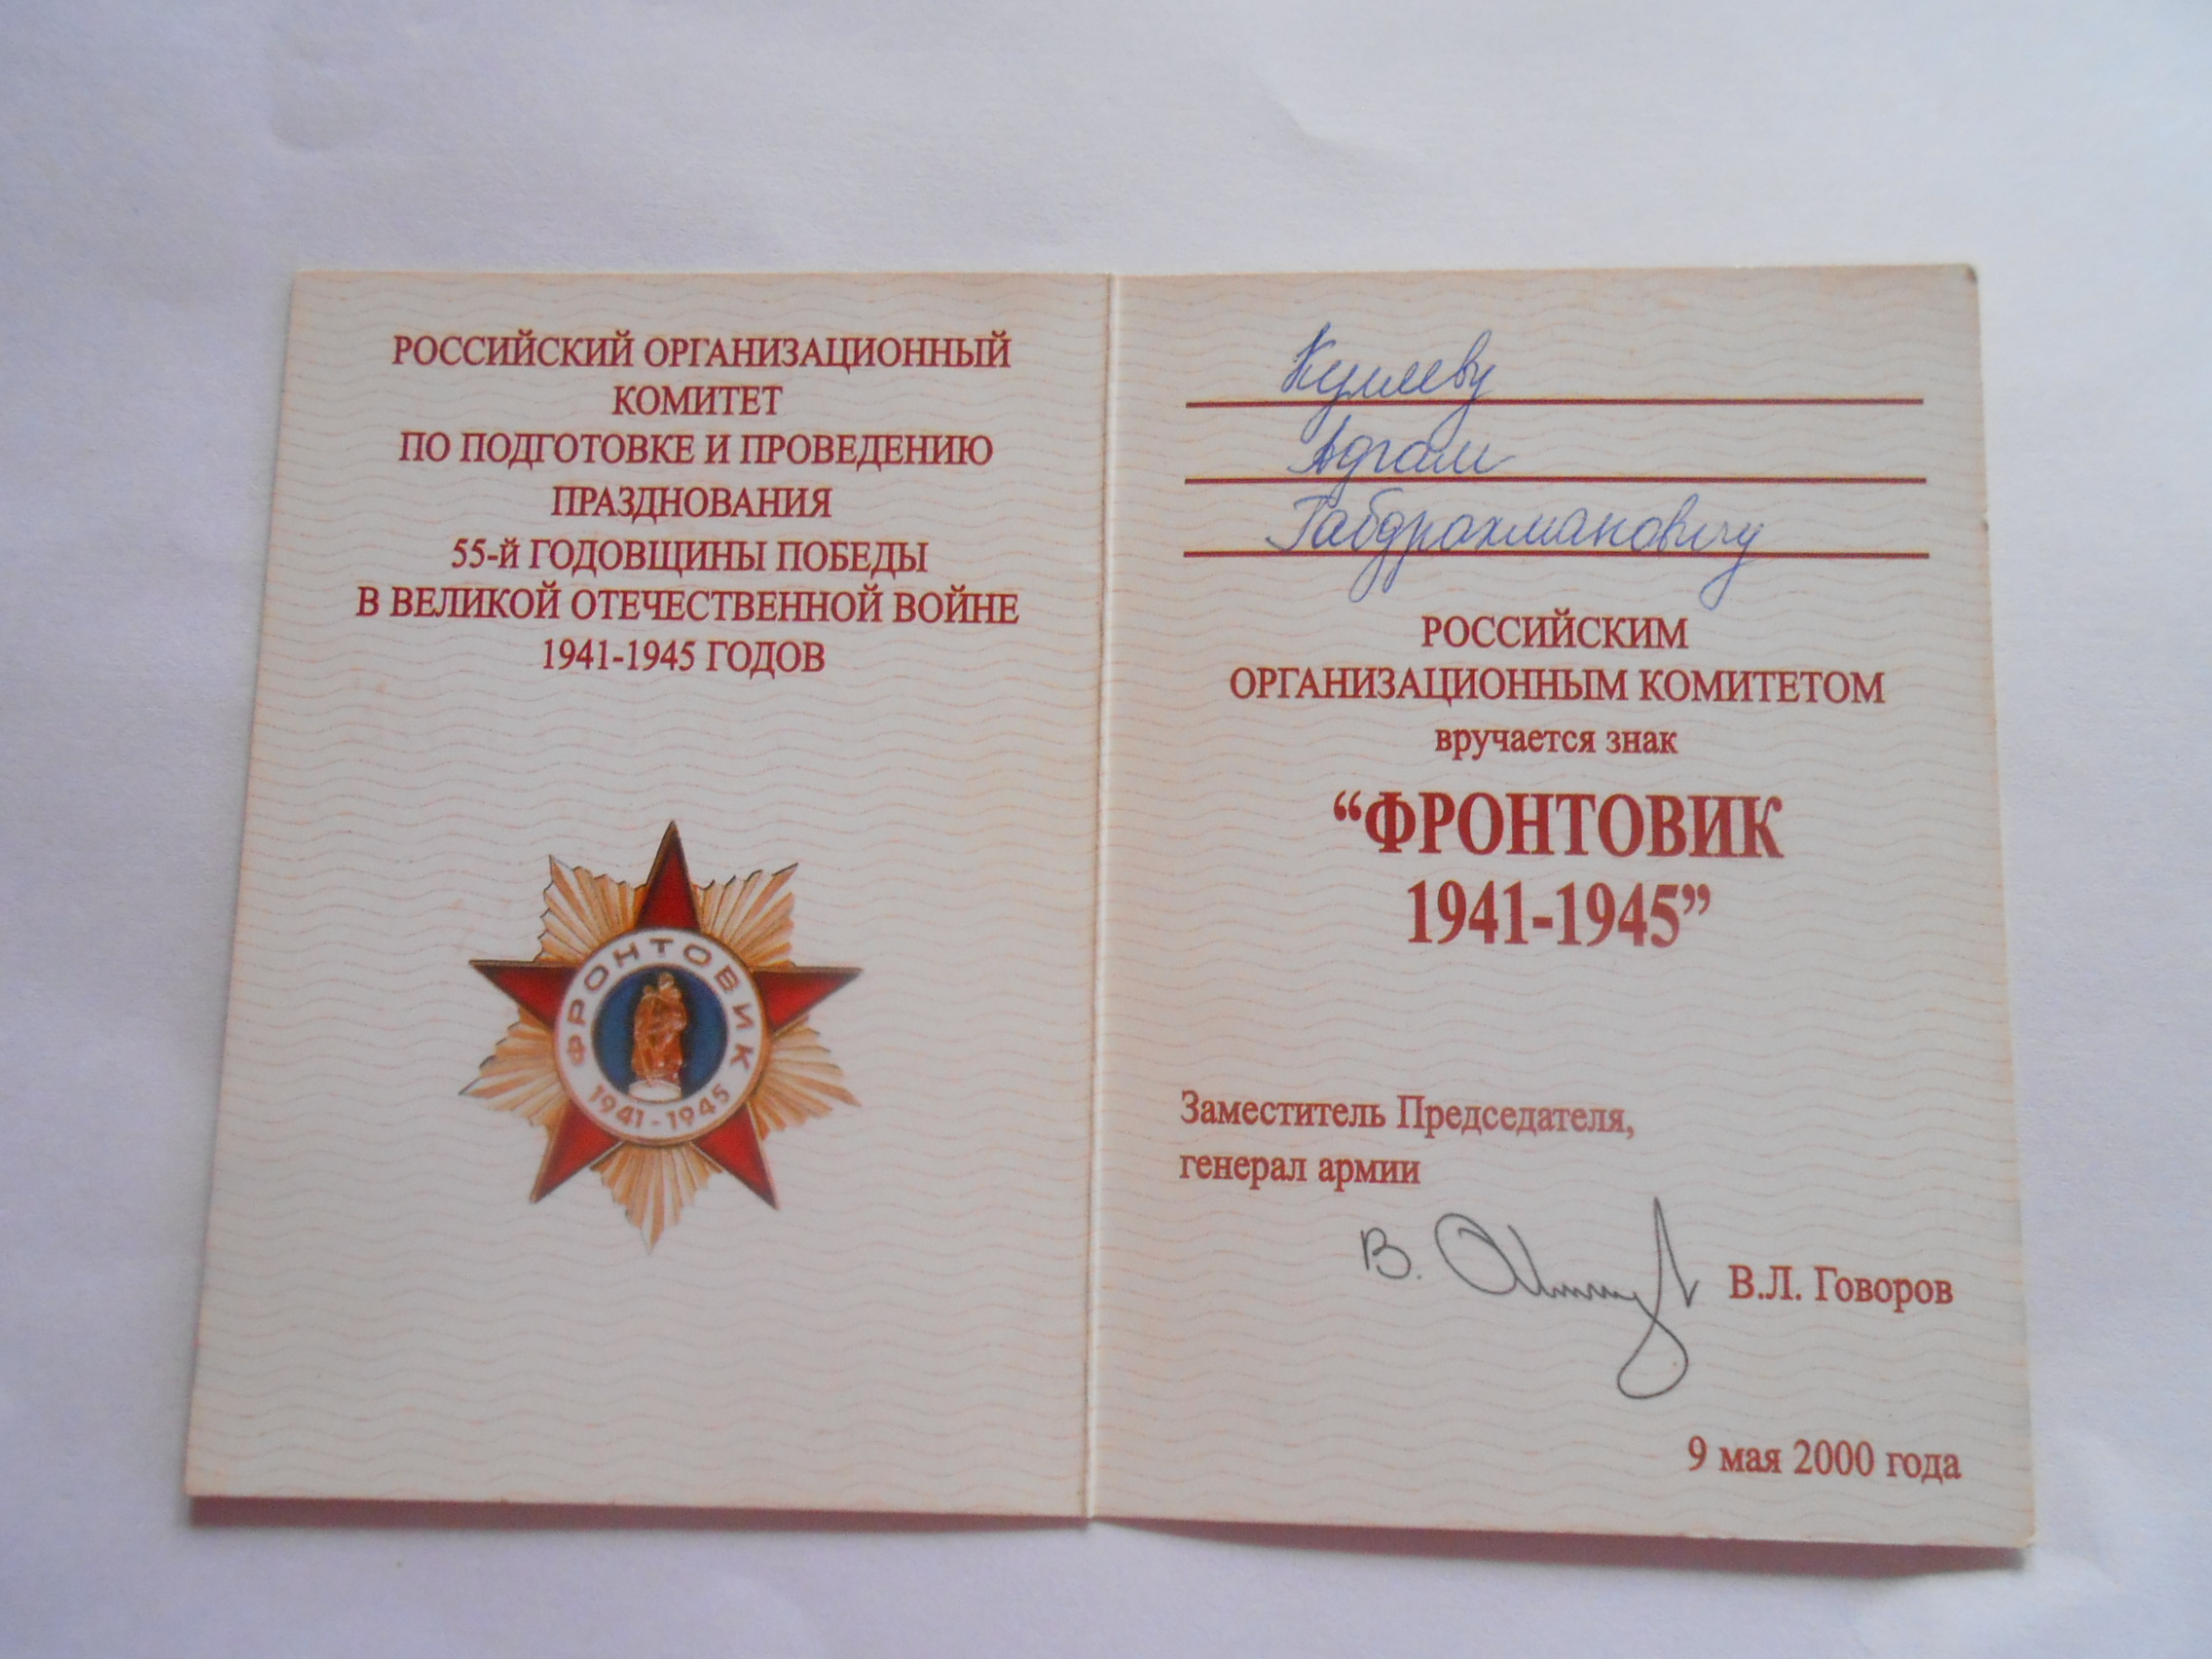 РОССИЙСКИЙ ОРГАНИЗАЦИОННЫЙ
КОМИТЕТ
ПО ПОДГОТОВКЕ И ПРОВЕДЕНИЮ
ПРАЗДНОВАНИЯ
55-й ГОДОВЩИНЫ ПОБЕДЫ
В ВЕЛИКОЙ ОТЕЧЕСТВЕННОЙ ВОЙНЕ
1941-1945 ГОДОВ
ФРОНТОВИК
1941-1945
Адгам
Габдрахмановичу
РОССИЙСКИМ
ОРГАНИЗАЦИОННЫМ КОМИТЕТОМ
вручается знак
“ФРОНТОВИК
1941-1945”
Заместитель Председателя,
генерал армии
В.
В.Л. Говоров
9 мая 2000 года